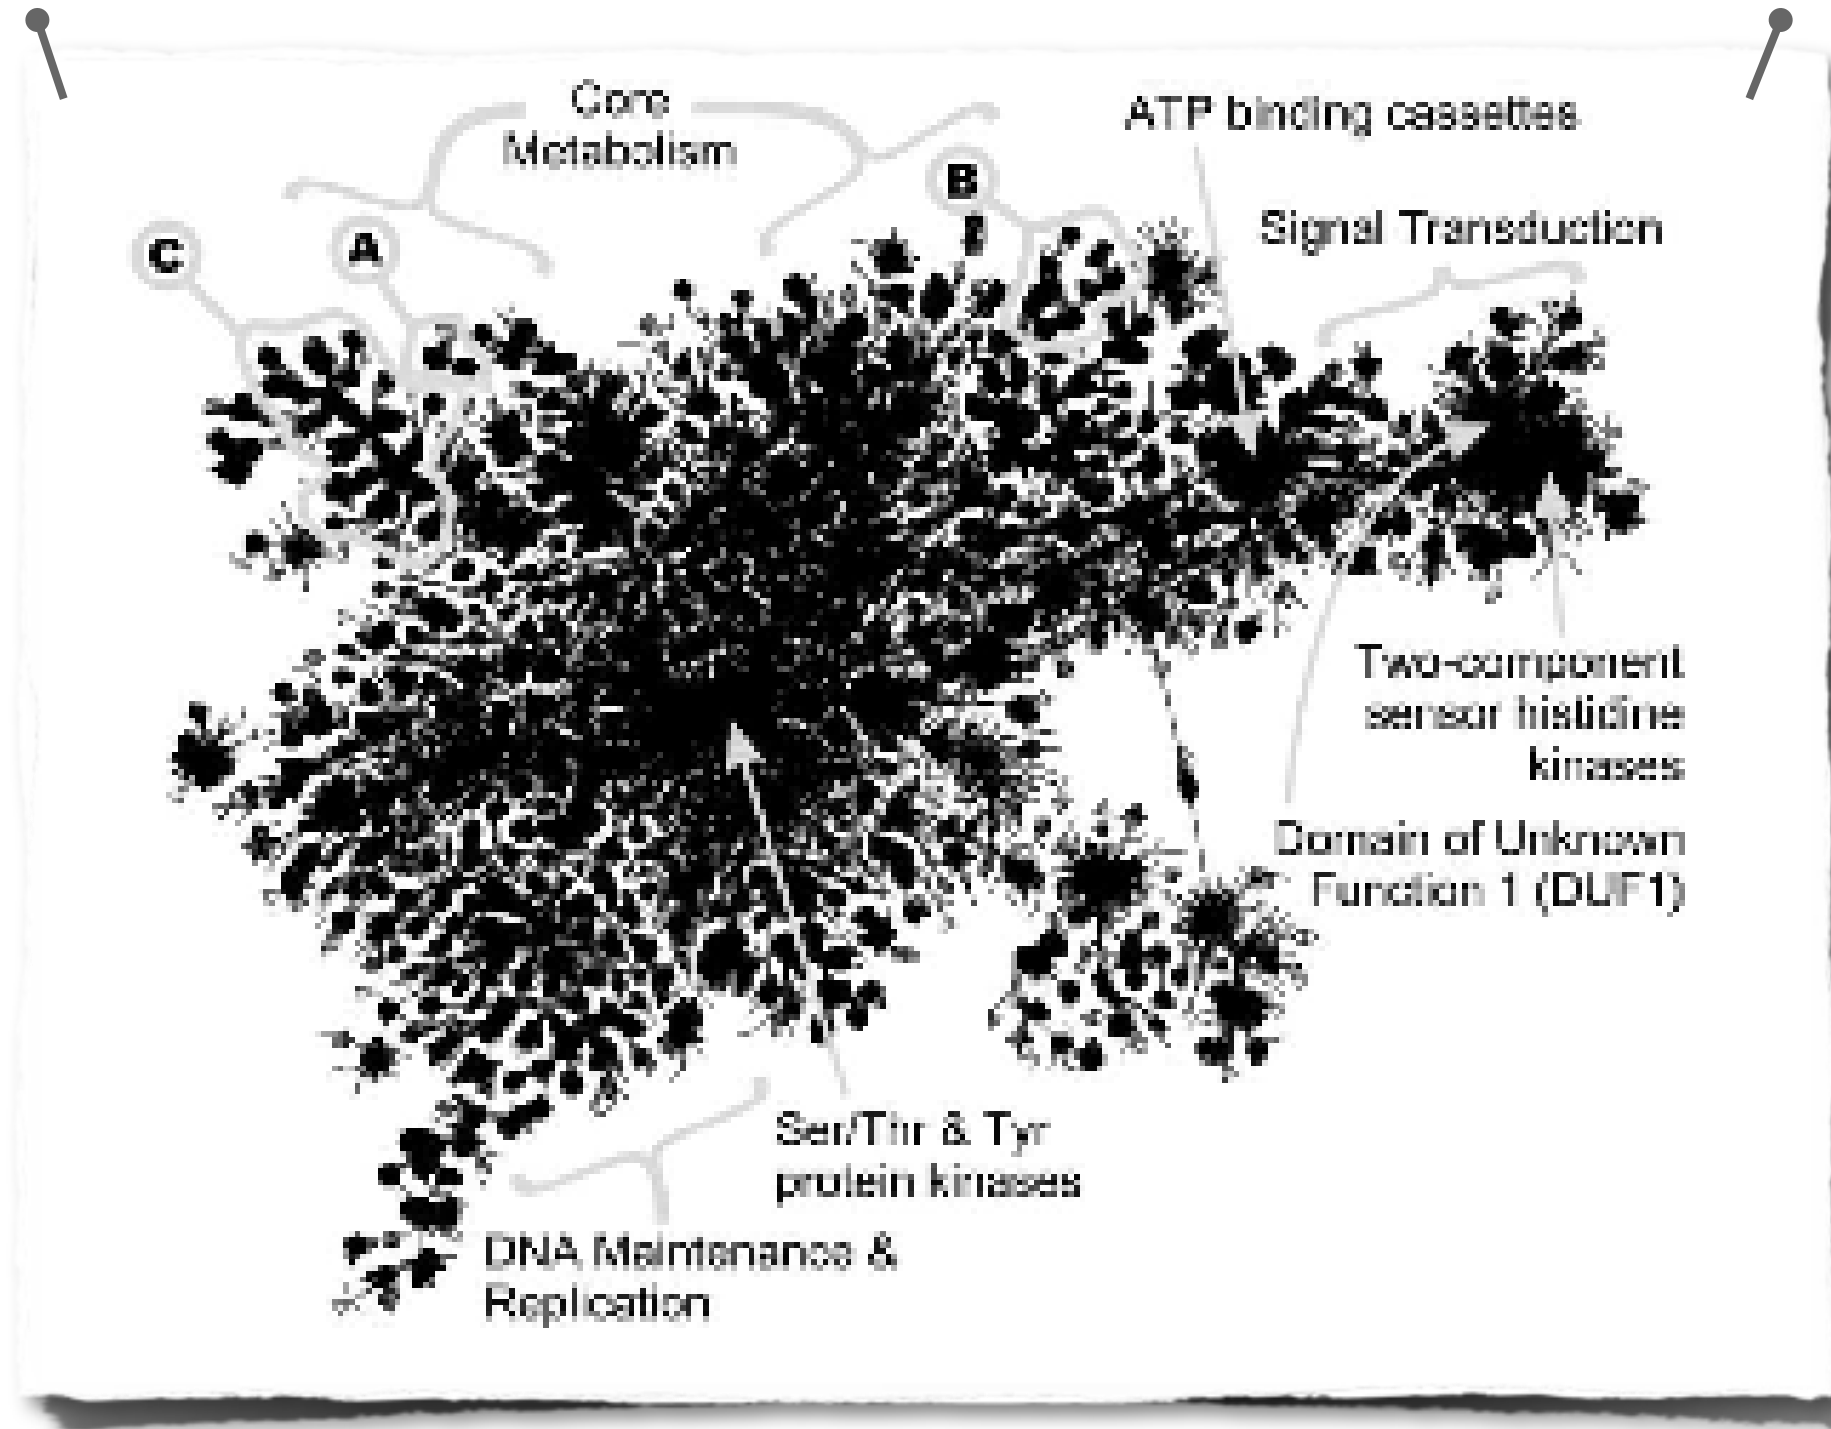 Core
Metabolism
ATP binding cassettes
B
Signal Transduction
C
A
Two-component
sensor histidine
kinases
Domain of Unknown
Function 1 (DUF1)
Ser/Thr & Tyr
protein kinases
DNA Maintenance &
Replication